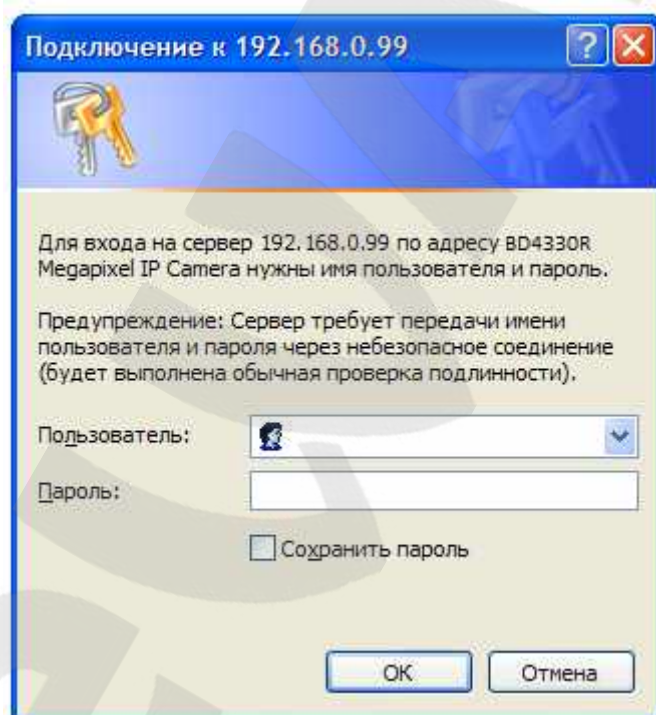 Подключение к 192.168.0.99
Для входа на сервер 192.168.0.99 по адресу BD4330R
Megapixel IP Camera нужны имя пользователя и пароль.
Предупреждение: Сервер требует передачи имени
пользователя и пароля через небезопасное соединение
(будет выполнена обычная проверка подлинности).
Пользователь:
Пароль:
Сохранить пароль
ОК
Отмена